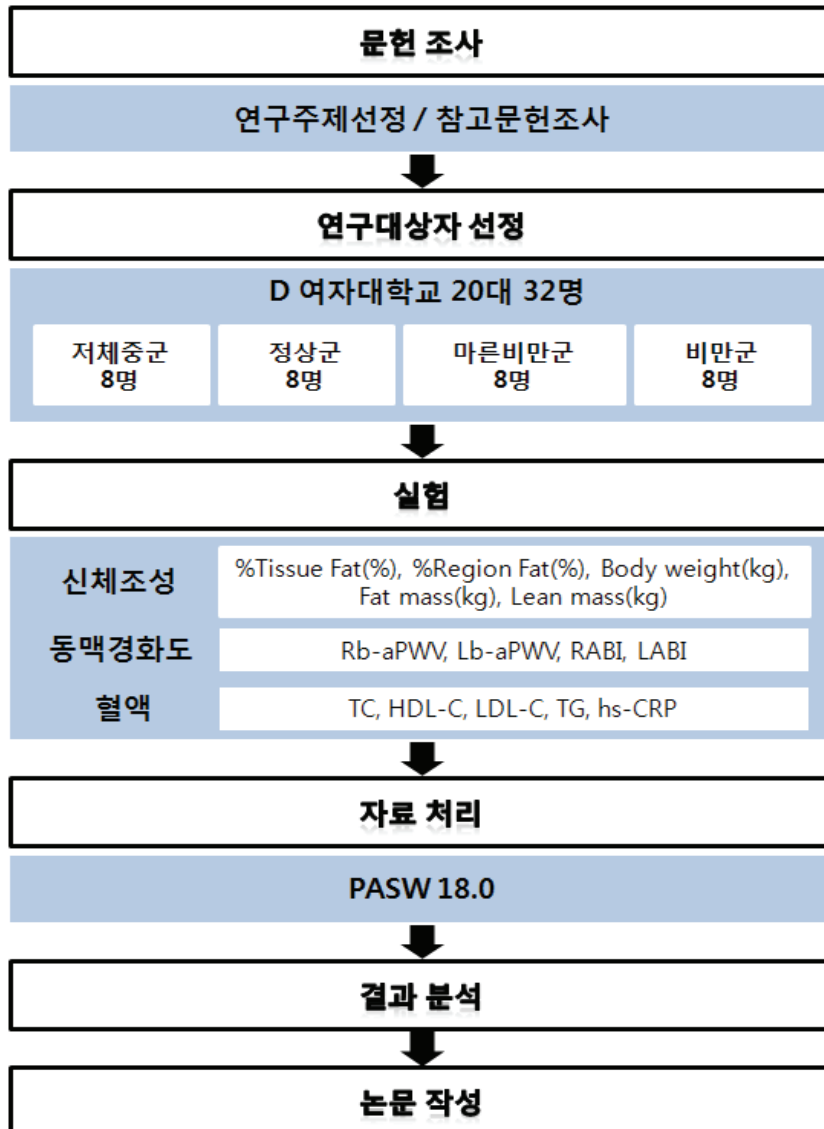 문헌 조사
연구주제선정 / 참고문헌조사
연구대상자 선정
D 여자대학교 20대 32명
저체중군
8명
정상군
8명
마른비만군
8명
비만군
8명
실험
신체조성
%Tissue Fat(%), %Region Fat(%), Body weight(kg),
Fat mass(kg), Lean mass(kg)
동맥경화도
Rb-aPWV, Lb-aPWV, RABI, LABI
혈액
TC, HDL-C, LDL-C, TG, hs-CRP
자료 처리
PASW 18.0
결과 분석
논문 작성